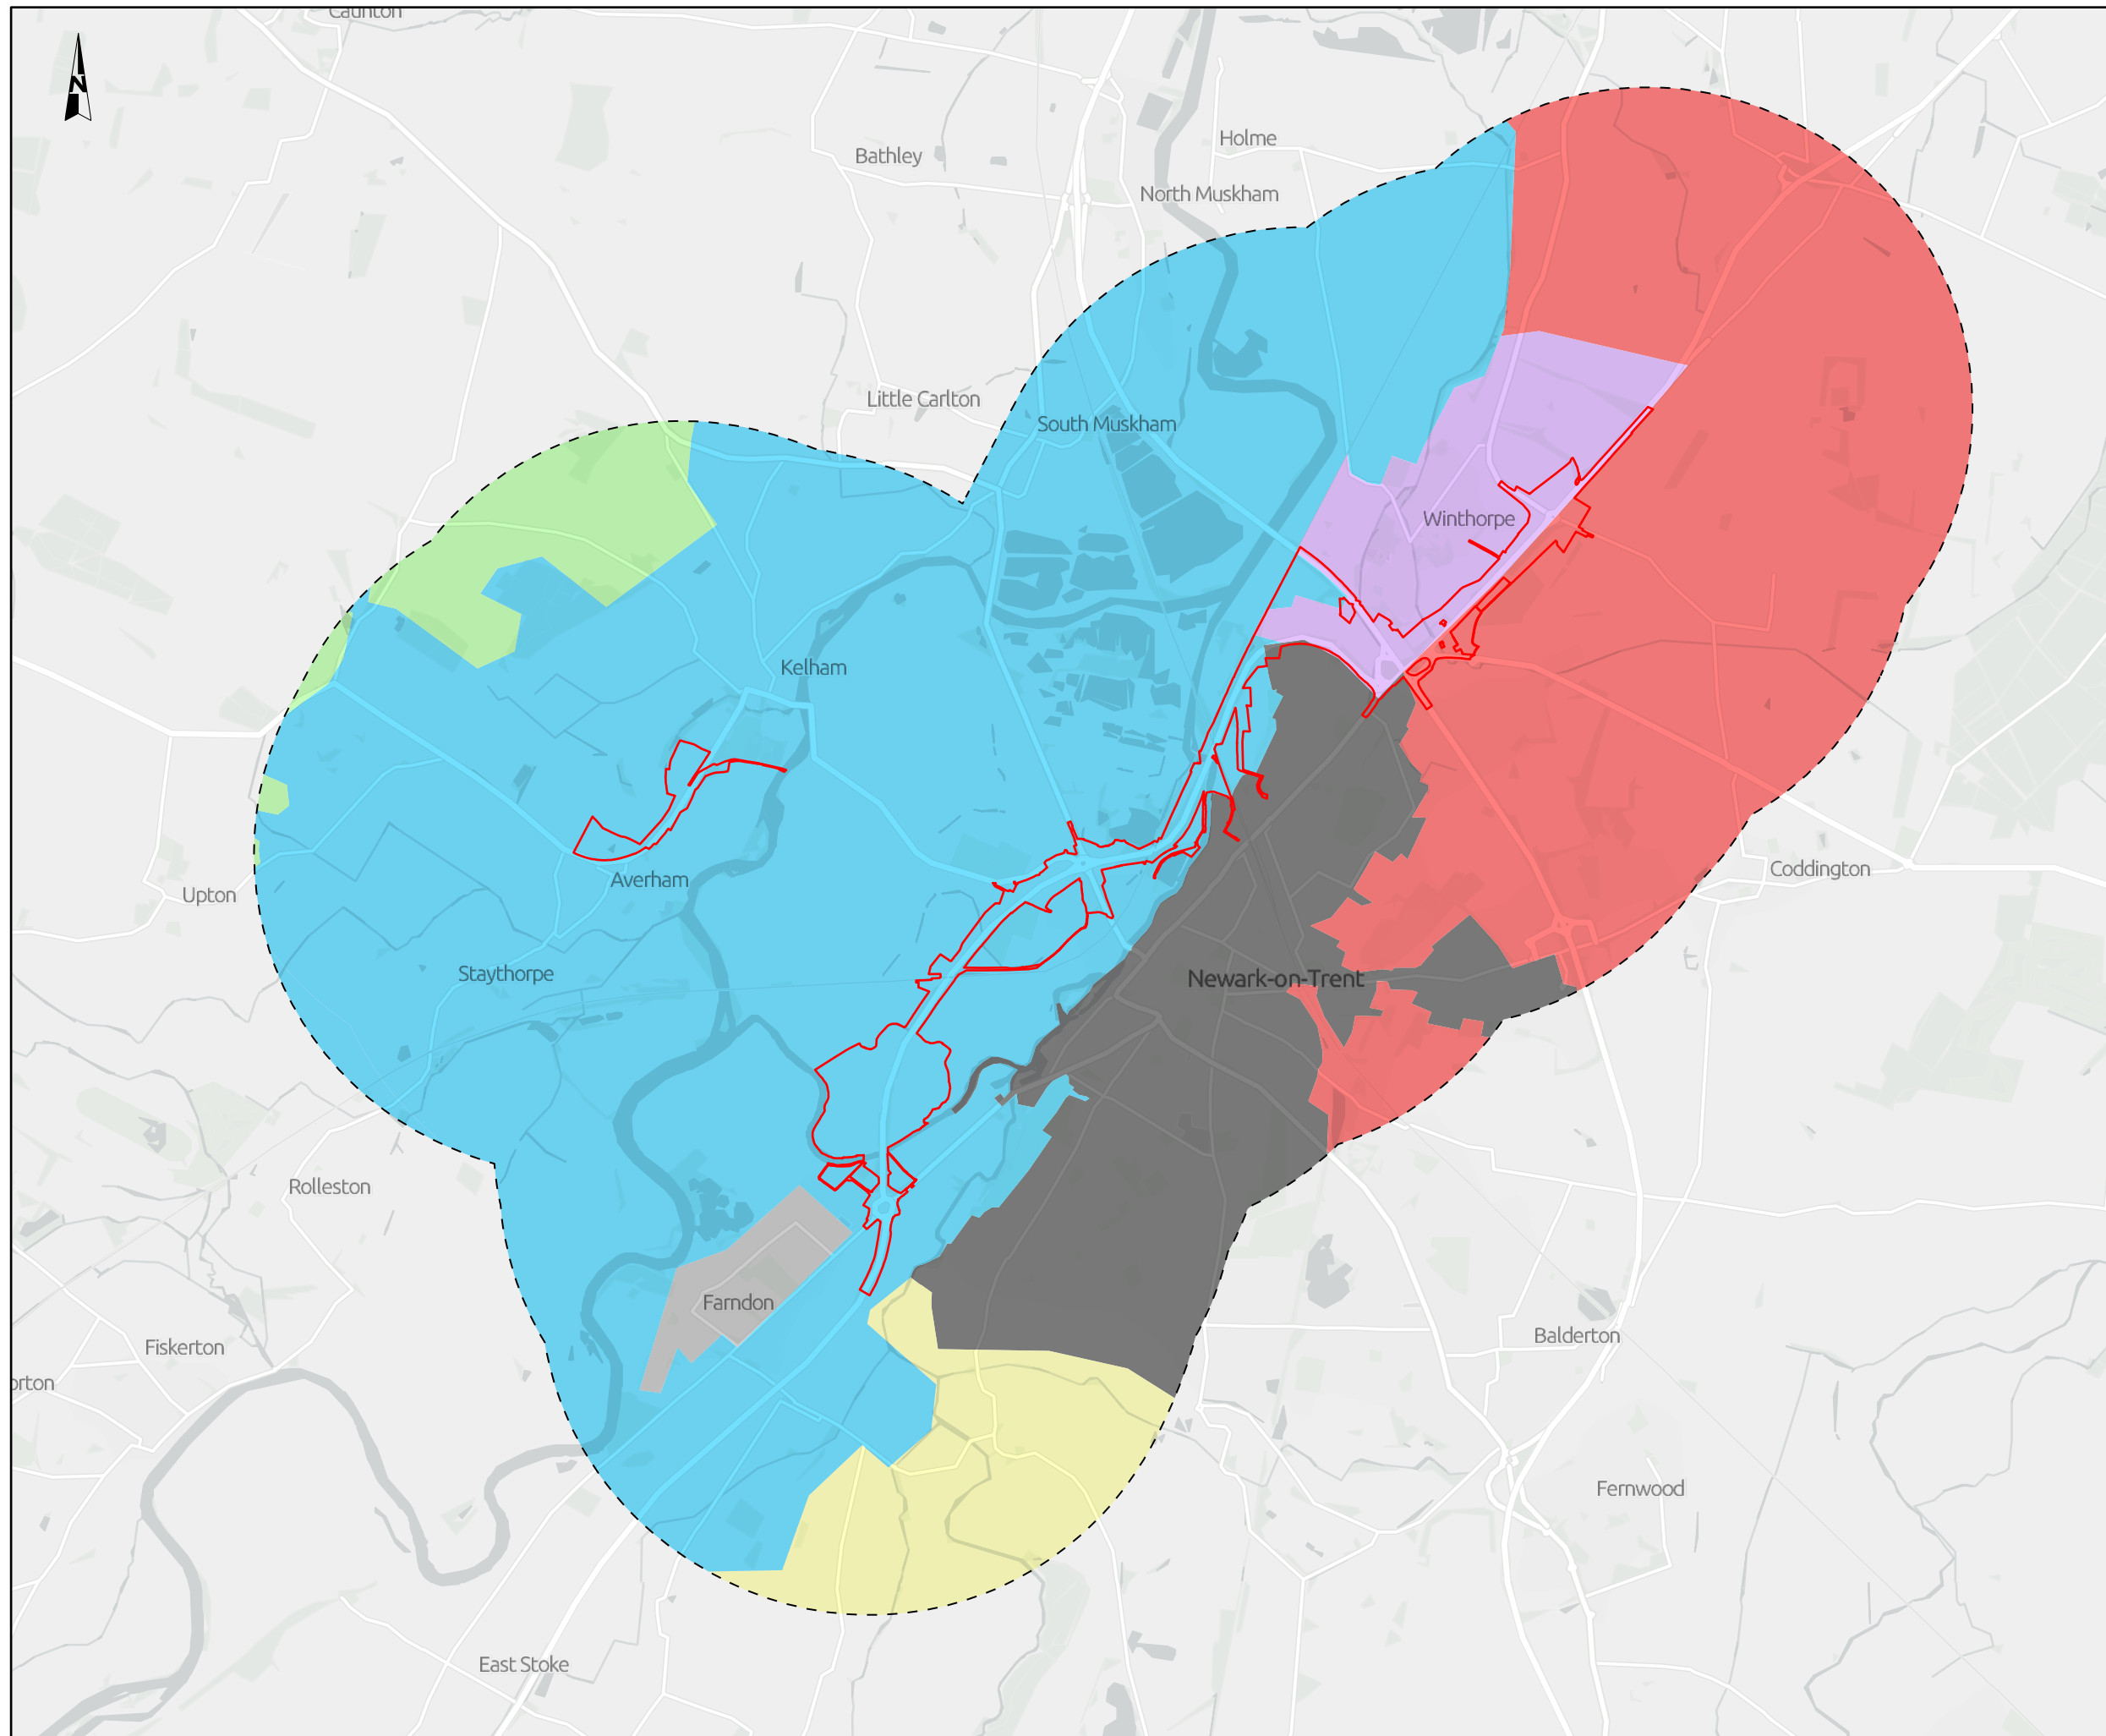 Caunton
N
Holme
Bathley
North Muskham
Little Carlton
South Muskham
Winthorpe
Kelham
Coddington
Averham
Upton
Staythorpe
Newark-on-Trent
Rolleston
Farndon
Balderton
Fiskerton
orton
Fernwood
East Stoke